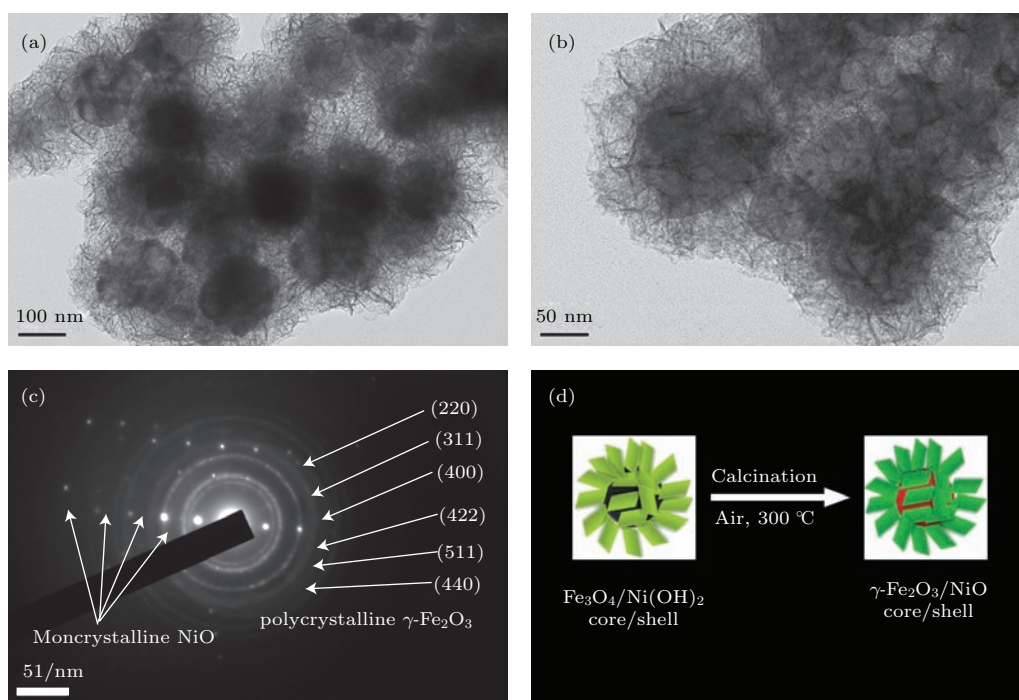 (a)
100 nm
(b)
50 nm
(c)
(220)
(311)
(400)
(422)
(511)
(440)
Moncrystalline NiO
polycrystalline γ-Fe₂O₃
51/nm
(d)
Calcination
Air, 300 ℃
Fe₃O₄/Ni(OH)₂
core/shell
γ-Fe₂O₃/NiO
core/shell